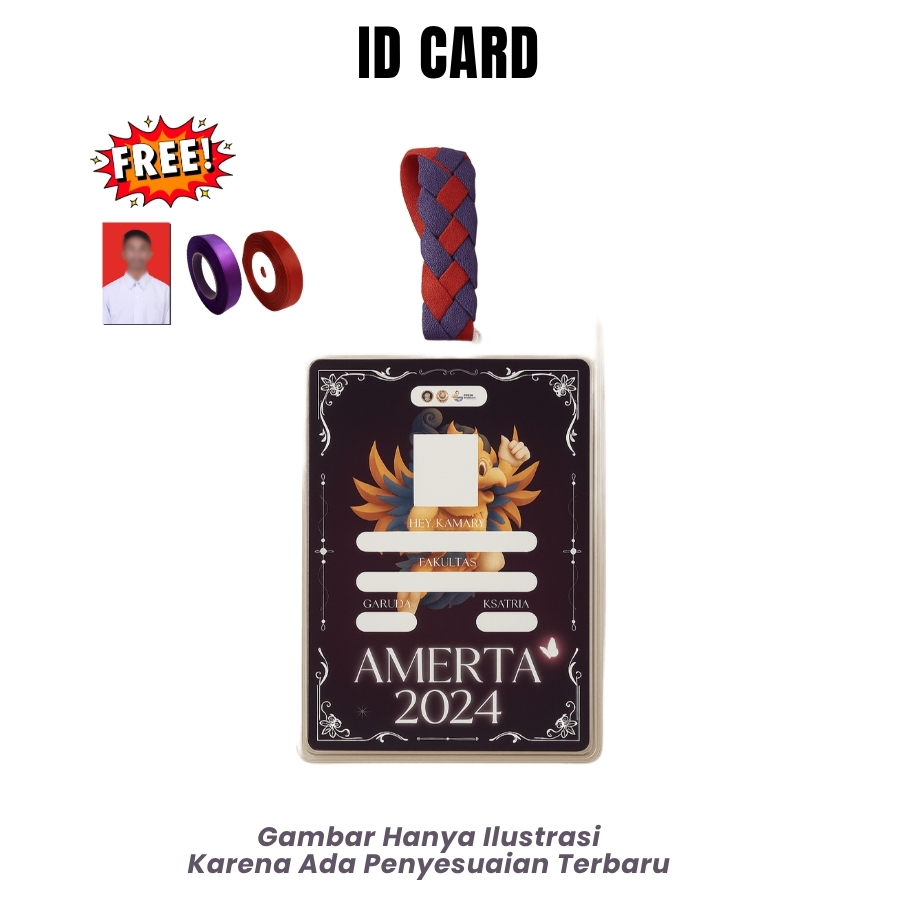 ID CARD
FREE!
HEY, KAMARY
FAKULTAS
GARUDA
KSATRIA
AMERTA
2024
Gambar Hanya Ilustrasi
Karena Ada Penyesuaian Terbaru